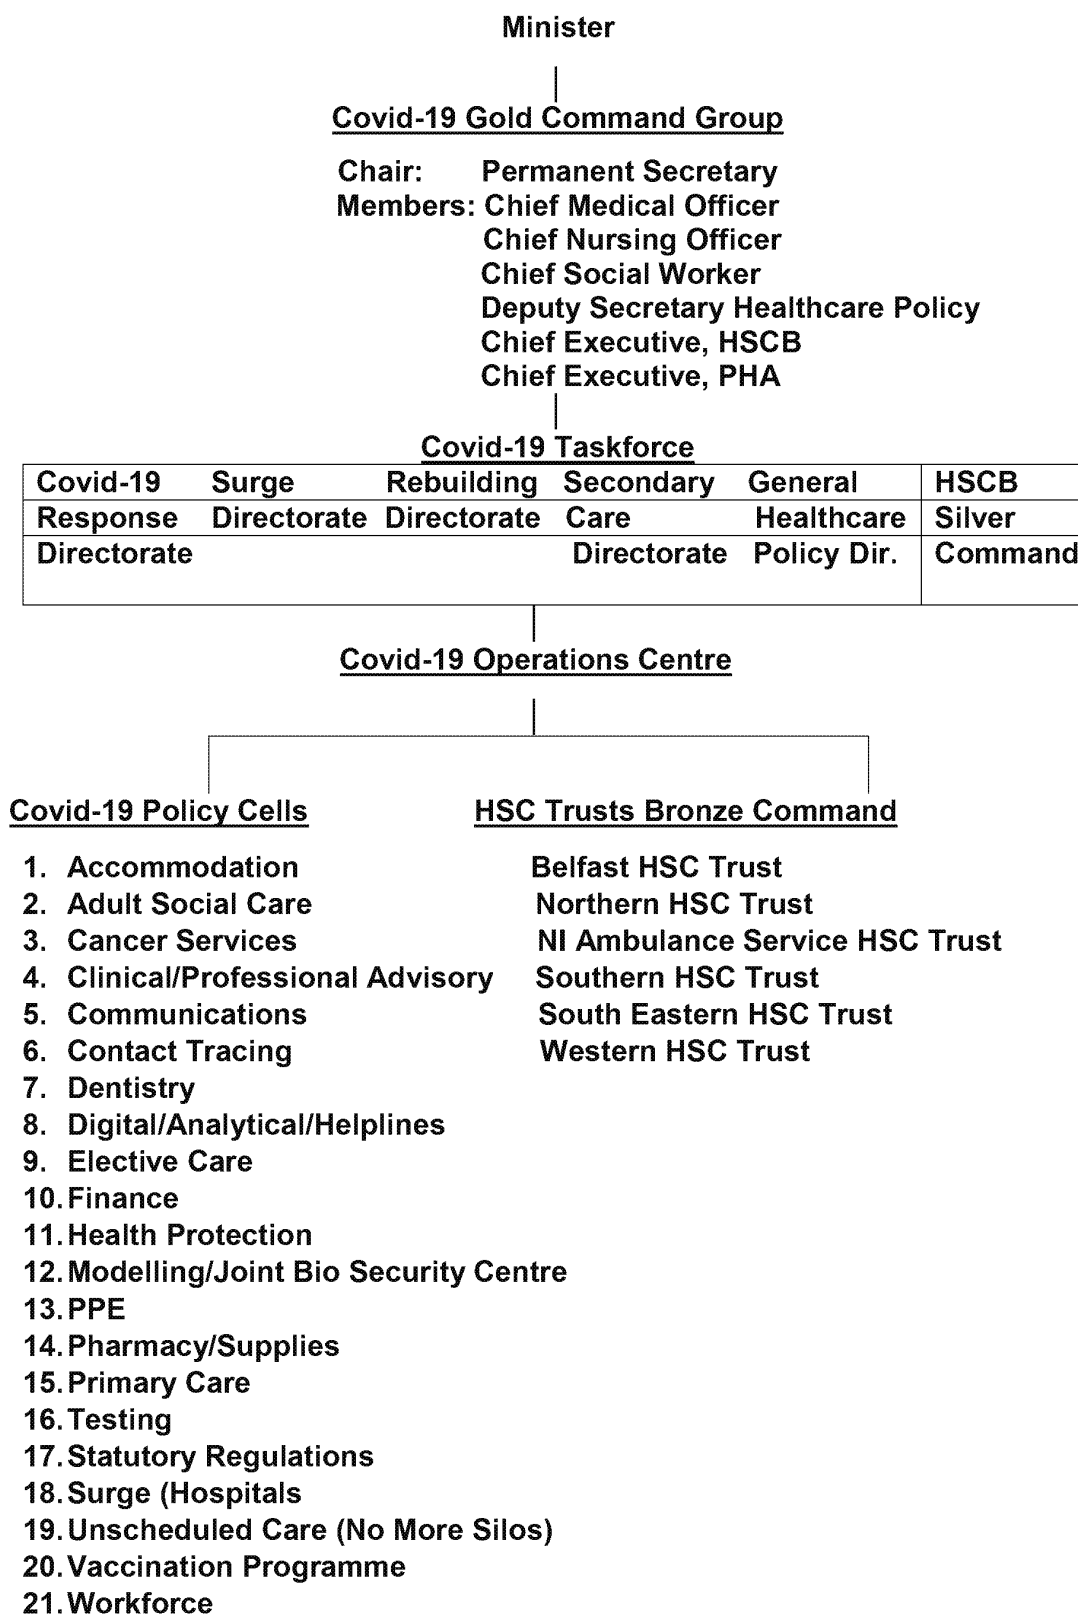 Minister
Covid-19 Gold Command Group
Chair: Permanent Secretary
Members: Chief Medical Officer
Chief Nursing Officer
Chief Social Worker
Deputy Secretary Healthcare Policy
Chief Executive, HSCB
Chief Executive, PHA
Covid-19 Taskforce
Covid-19 Surge Rebuilding Secondary General HSCB
Response Directorate Directorate Care Healthcare Silver
Directorate Directorate Policy Dir. Command
Covid-19 Operations Centre
Covid-19 Policy Cells HSC Trusts Bronze Command
1. Accommodation Belfast HSC Trust
2. Adult Social Care Northern HSC Trust
3. Cancer Services NI Ambulance Service HSC Trust
4. Clinical/Professional Advisory Southern HSC Trust
5. Communications South Eastern HSC Trust
6. Contact Tracing Western HSC Trust
7. Dentistry
8. Digital/Analytical/Helplines
9. Elective Care
10. Finance
11. Health Protection
12. Modelling/Joint Bio Security Centre
13. PPE
14. Pharmacy/Supplies
15. Primary Care
16. Testing
17. Statutory Regulations
18. Surge (Hospitals
19. Unscheduled Care (No More Silos)
20. Vaccination Programme
21. Workforce